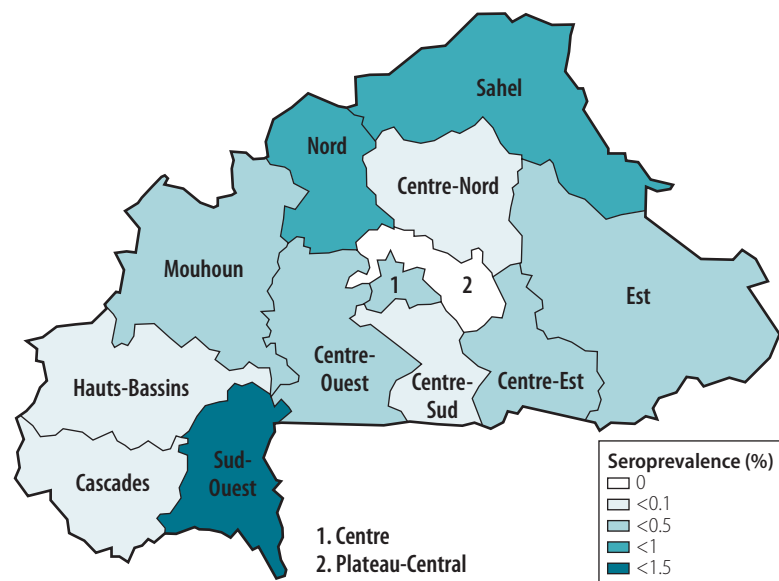 Sahel
Nord
Centre-Nord
Mouhoun
1
2
Est
Centre-
Ouest
Hauts-Bassins
Centre-
Sud
Centre-Est
Cascades
Sud-
Ouest
1. Centre
2. Plateau-Central
Seroprevalence (%)
0
<0.1
<0.5
<1
<1.5